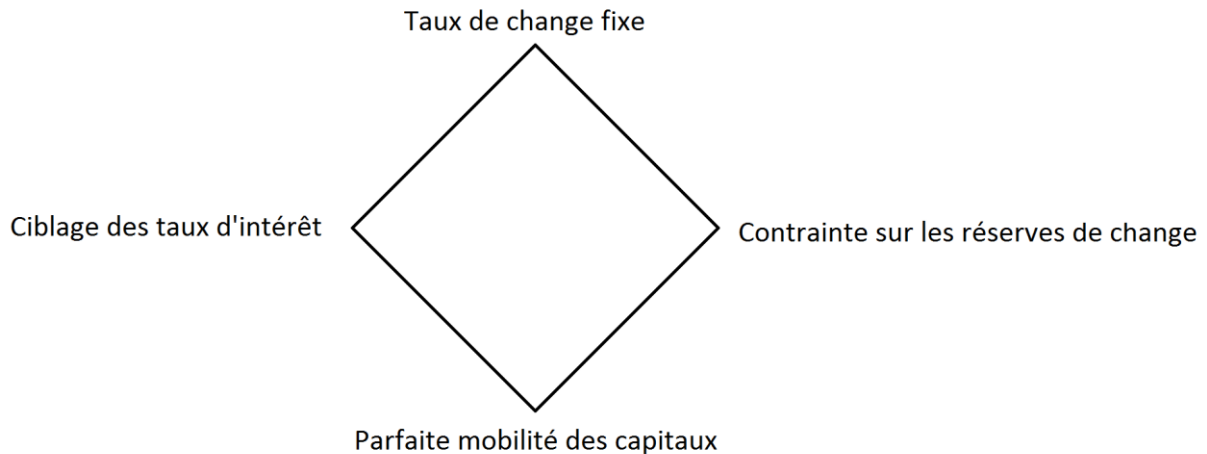 Taux de change fixe
Ciblage des taux d'intérêt
Contrainte sur les réserves de change
Parfaite mobilité des capitaux